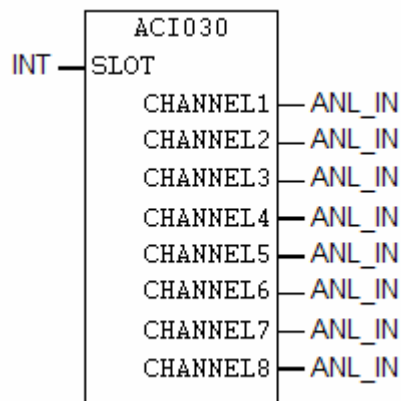 ACI030
INT SLOT
CHANNEL1 ANL_IN
CHANNEL2 ANL_IN
CHANNEL3 ANL_IN
CHANNEL4 ANL_IN
CHANNEL5 ANL_IN
CHANNEL6 ANL_IN
CHANNEL7 ANL_IN
CHANNEL8 ANL_IN